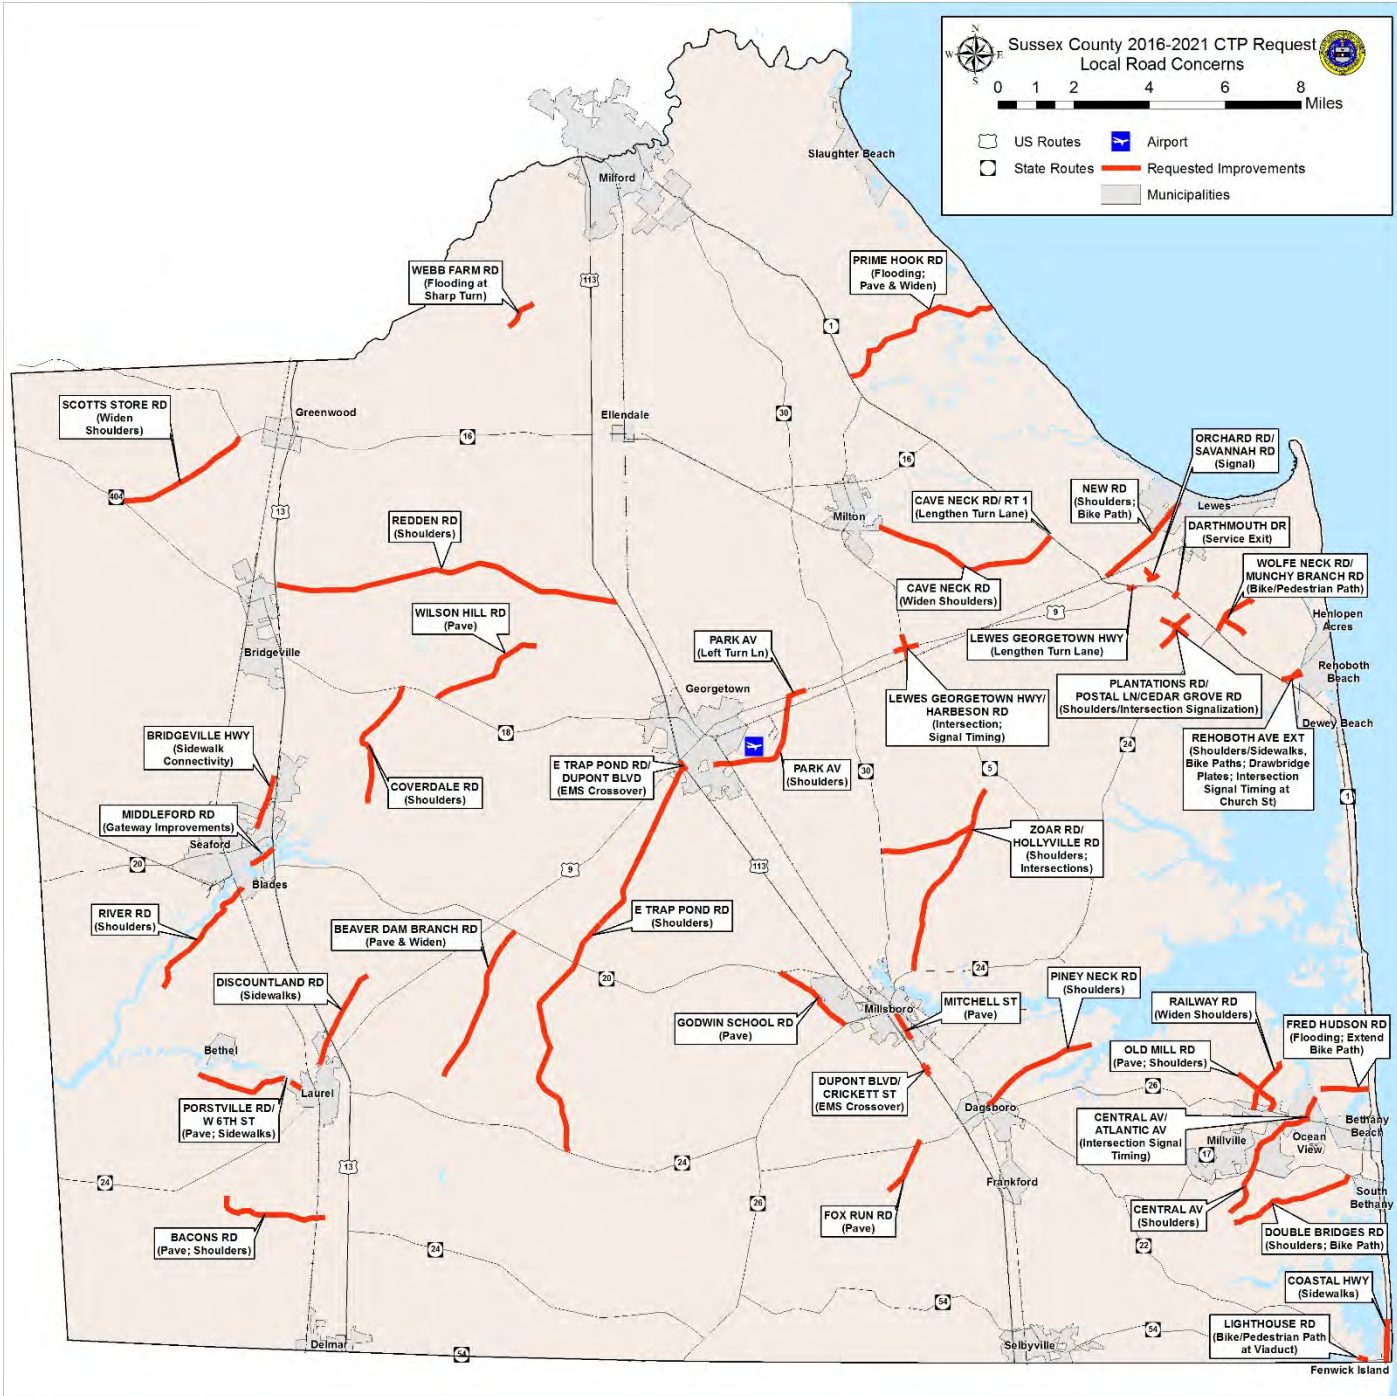 Sussex County 2016-2021 CTP Request
Local Road Concerns
N
W
E
S
0 1 2 4 6 8
Miles
US Routes
Airport
State Routes
Requested Improvements
Municipalities
Slaughter Beach
Milford
WEBB FARM RD
(Flooding at
Sharp Turn)
113
PRIME HOOK RD
(Flooding;
Pave & Widen)
1
SCOTTS STORE RD
(Widen
Shoulders)
Greenwood
Ellendale
30
16
16
404
13
ORCHARD RD/
SAVANNAH RD
(Signal)
NEW RD
(Shoulders;
Bike Path)
CAVE NECK RD/ RT 1
(Lengthen Turn Lane)
Lewes
Milton
REDDEN RD
(Shoulders)
DARTHMOUTH DR
(Service Exit)
WOLFE NECK RD/
MUNCHY BRANCH RD
(Bike/Pedestrian Path)
CAVE NECK RD
(Widen Shoulders)
WILSON HILL RD
(Pave)
9
Henlopen
Acres
PARK AV
(Left Turn Ln)
LEWES GEORGETOWN HWY
(Lengthen Turn Lane)
Bridgeville
Rehoboth
Beach
Georgetown
PLANTATIONS RD/
POSTAL LN/CEDAR GROVE RD
(Shoulders/Intersection Signalization)
LEWES GEORGETOWN HWY/
HARBESON RD
(Intersection;
Signal Timing)
Dewey Beach
18
24
BRIDGEVILLE HWY
(Sidewalk
Connectivity)
REHOBOTH AVE EXT
(Shoulders/Sidewalks,
Bike Paths; Drawbridge
Plates; Intersection
Signal Timing at
Church St)
E TRAP POND RD/
DUPONT BLVD
(EMS Crossover)
PARK AV
(Shoulders)
30
5
COVERDALE RD
(Shoulders)
1
MIDDLEFORD RD
(Gateway Improvements)
Seaford
ZOAR RD/
HOLLYVILLE RD
(Shoulders;
Intersections)
20
9
113
Blades
RIVER RD
(Shoulders)
E TRAP POND RD
(Shoulders)
BEAVER DAM BRANCH RD
(Pave & Widen)
20
24
DISCOUNTLAND RD
(Sidewalks)
PINEY NECK RD
(Shoulders)
Millsboro
MITCHELL ST
(Pave)
RAILWAY RD
(Widen Shoulders)
GODWIN SCHOOL RD
(Pave)
FRED HUDSON RD
(Flooding; Extend
Bike Path)
Bethel
OLD MILL RD
(Pave; Shoulders)
DUPONT BLVD/
CRICKETT ST
(EMS Crossover)
26
Laurel
Dagsboro
PORSTVILLE RD/
W 6TH ST
(Pave; Sidewalks)
CENTRAL AV/
ATLANTIC AV
(Intersection Signal
Timing)
Bethany
Beach
Millville
Ocean
View
17
13
24
24
Frankford
South
Bethany
26
FOX RUN RD
(Pave)
CENTRAL AV
(Shoulders)
BACONS RD
(Pave; Shoulders)
DOUBLE BRIDGES RD
(Shoulders; Bike Path)
24
22
COASTAL HWY
(Sidewalks)
54
54
LIGHTHOUSE RD
(Bike/Pedestrian Path
at Viaduct)
Delmar
54
Selbyville
Fenwick Island